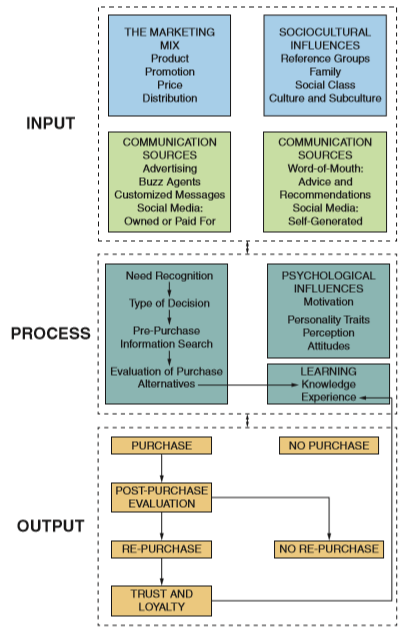 INPUT
THE MARKETING
MIX
Product
Promotion
Price
Distribution
SOCIOCULTURAL
INFLUENCES
Reference Groups
Family
Social Class
Culture and Subculture
COMMUNICATION
SOURCES
Advertising
Buzz Agents
Customized Messages
Social Media:
Owned or Paid For
COMMUNICATION
SOURCES
Word-of-Mouth:
Advice and
Recommendations
Social Media:
Self-Generated
PROCESS
Need Recognition
Type of Decision
Pre-Purchase
Information Search
Evaluation of Purchase
Alternatives
PSYCHOLOGICAL
INFLUENCES
Motivation
Personality Traits
Perception
Attitudes
LEARNING
Knowledge
Experience
OUTPUT
PURCHASE
NO PURCHASE
POST-PURCHASE
EVALUATION
RE-PURCHASE
NO RE-PURCHASE
TRUST AND
LOYALTY